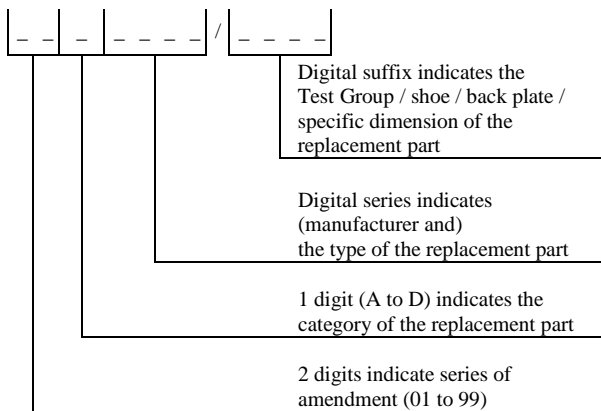 _ _ _ _ _ _ _ / _ _ _ _
Digital suffix indicates the
Test Group / shoe / back plate /
specific dimension of the
replacement part
Digital series indicates
(manufacturer and)
the type of the replacement part
1 digit (A to D) indicates the
category of the replacement part
2 digits indicate series of
amendment (01 to 99)